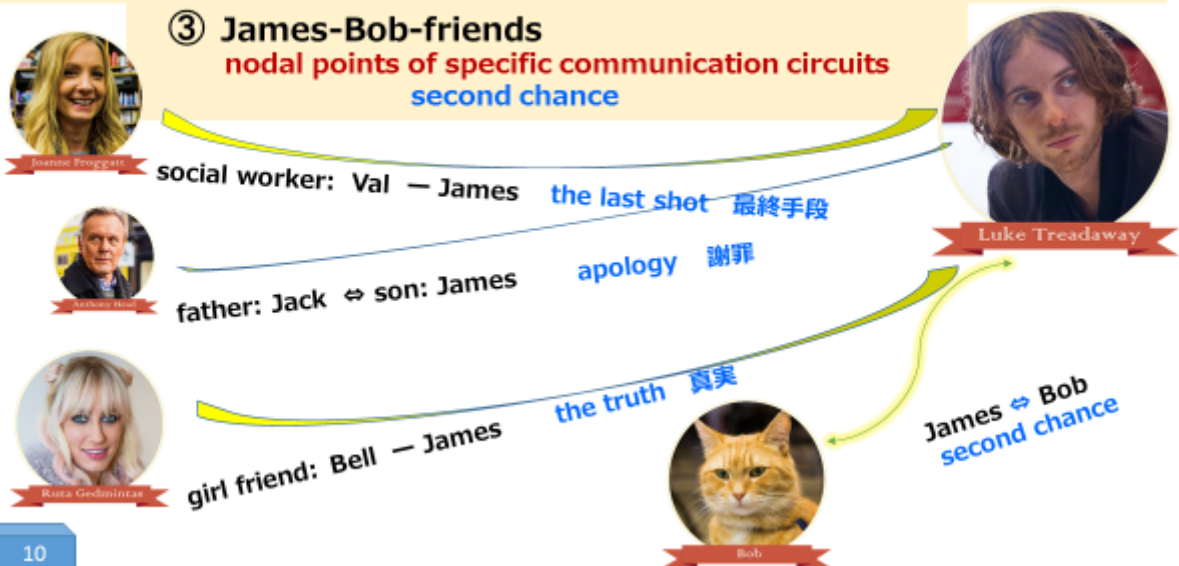 ③ James-Bob-friends
nodal points of specific communication circuits
second chance
Joanne Froggatt
social worker: Val — James the last shot 最終手段
Luke Treadaway
Anthony Head
father: Jack ⇔ son: James apology 謝罪
Ruta Gedmintas
girl friend: Bell — James the truth 真実
James ⇔ Bob
second chance
Bob
10